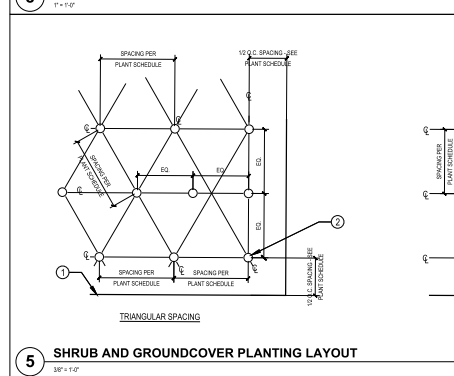 1" = 1'-0"
SPACING PER
PLANT SCHEDULE
1/2 O.C. SPACING - SEE
PLANT SCHEDULE
℄
℄
℄
℄
SPACING PER
PLANT SCHEDULE
EQ.
SPACING PER
PLANT SCHEDULE
℄
EQ.
EQ.
℄
℄
EQ.
2
℄
℄
℄
℄
1
SPACING PER
SPACING PER
PLANT SCHEDULE
PLANT SCHEDULE
1/2 O.C. SPACING - SEE
PLANT SCHEDULE
TRIANGULAR SPACING
5
SHRUB AND GROUNDCOVER PLANTING LAYOUT
3/8" = 1'-0"